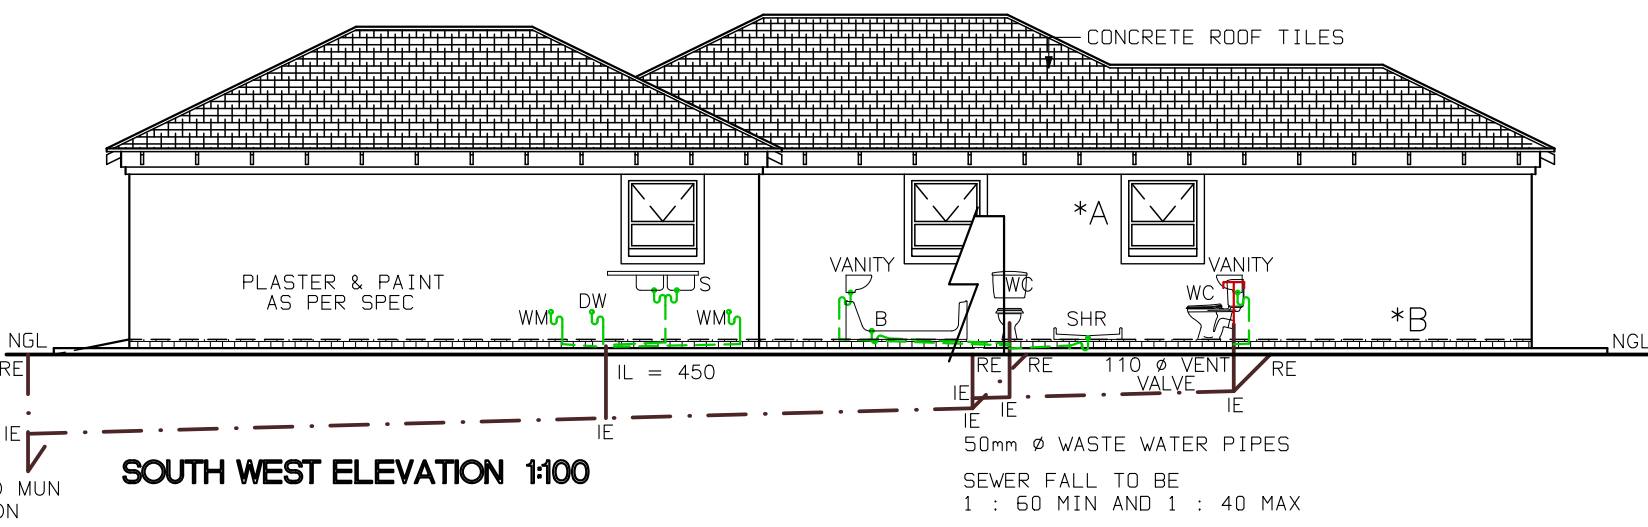 CONCRETE ROOF TILES
*A
PLASTER & PAINT
AS PER SPEC
VANITY
VANITY
S
WC
WC
DW
WM
WM
B
SHR
*B
NGL
NGL
RE
IL = 450
RE
RE
110 ø VENT
VALVE
RE
IE
IE
IE
IE
IE
IE
50mm ø WASTE WATER PIPES
SOUTH WEST ELEVATION 1:100
SEWER FALL TO BE
1 : 60 MIN AND 1 : 40 MAX
MUN